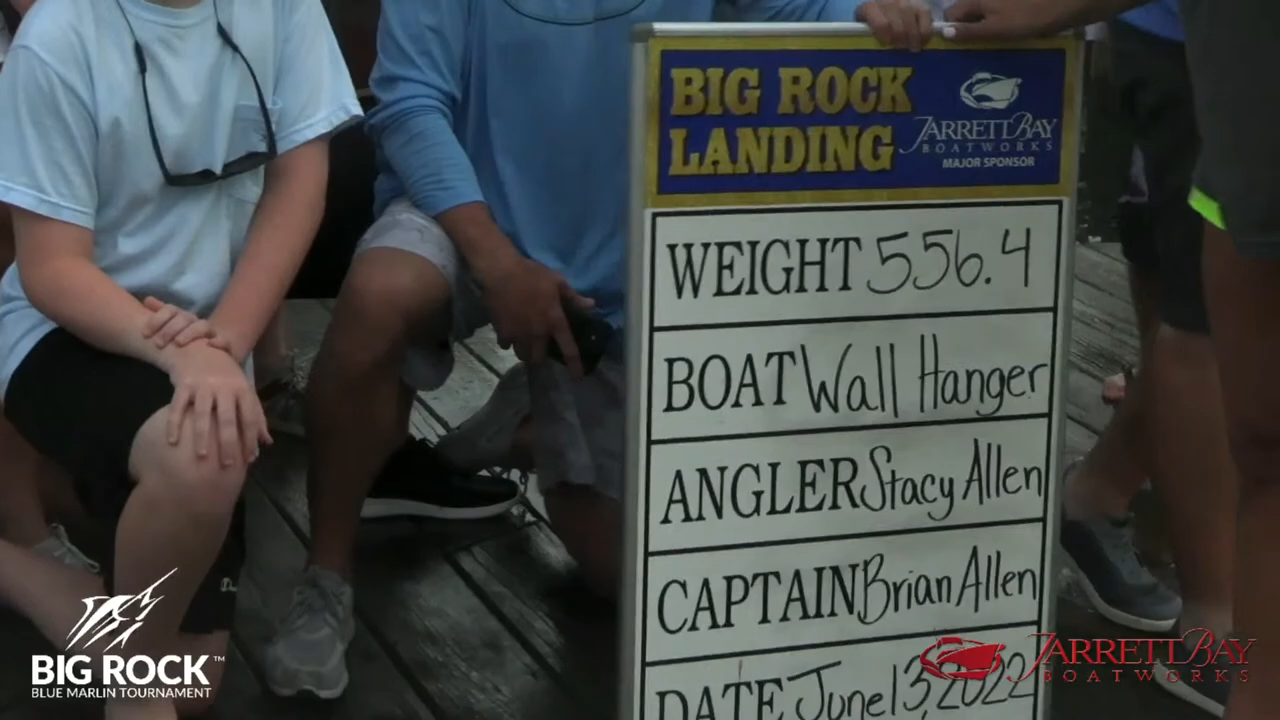 BIG ROCK
LANDING
JARRETT BAY
BOATWORKS
MAJOR SPONSOR
WEIGHT 556.4
BOAT Wall Hanger
ANGLER Stacy Allen
CAPTAIN Brian Allen
DATE June 13, 2022
BIG ROCK™
BLUE MARLIN TOURNAMENT
JARRETT BAY
BOATWORKS